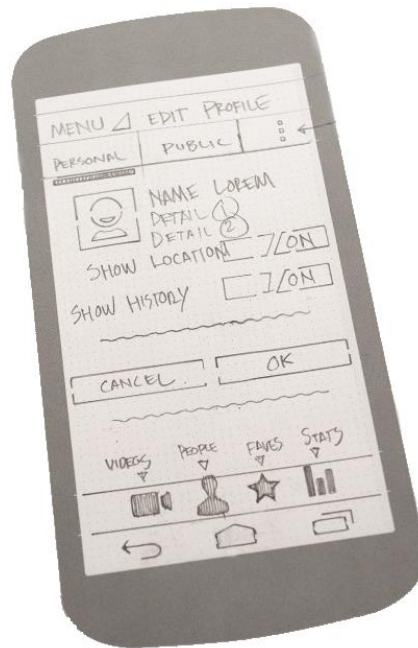 MENU EDIT PROFILE
PERSONAL PUBLIC
NAME LOREM
DETAIL 1
DETAIL 2
SHOW LOCATION ON
SHOW HISTORY ON
CANCEL OK
VIDEOS PEOPLE FAVES STATS